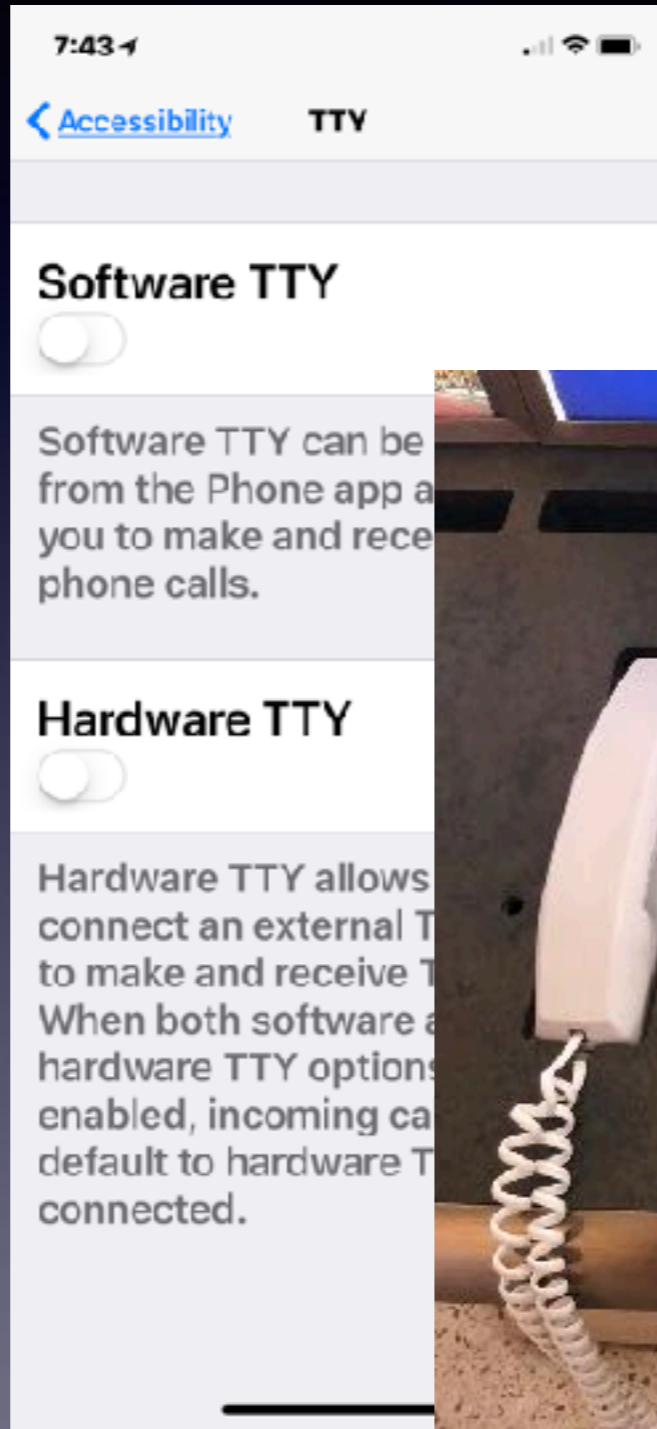 7:43
Accessibility TTY
Software TTY
Software TTY can be
from the Phone app a
you to make and rece
phone calls.
Hardware TTY
Hardware TTY allows
connect an external T
to make and receive T
When both software a
hardware TTY options
enabled, incoming ca
default to hardware T
connected.